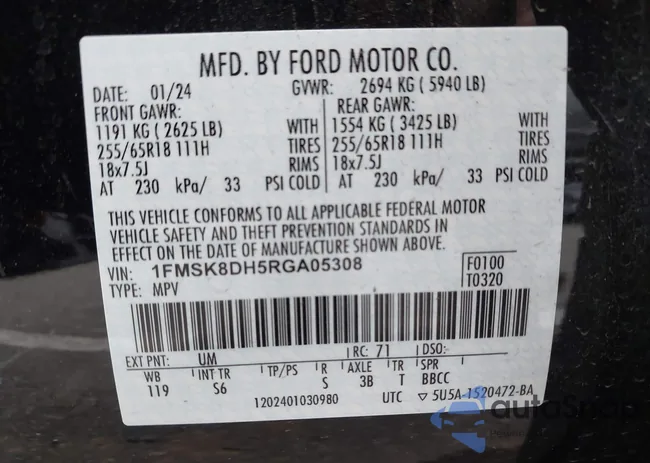 MFD. BY FORD MOTOR CO.
DATE: 01/24 GVWR: 2694 KG ( 5940 LB)
FRONT GAWR: REAR GAWR:
1191 KG ( 2625 LB) WITH 1554 KG ( 3425 LB) WITH
255/65R18 111H TIRES 255/65R18 111H TIRES
18x7.5J RIMS 18x7.5J RIMS
AT 230 kPa/ 33 PSI COLD AT 230 kPa/ 33 PSI COLD
THIS VEHICLE CONFORMS TO ALL APPLICABLE FEDERAL MOTOR
VEHICLE SAFETY AND THEFT PREVENTION STANDARDS IN
EFFECT ON THE DATE OF MANUFACTURE SHOWN ABOVE.
VIN: 1FMSK8DH5RGA05308 F0100
TYPE: MPV T0320
EXT PNT: UM RC: 71 DSO:
WB INT TR TP/PS R AXLE TR SPR
119 S6 S 3B T BBCC
1202401030980 UTC ▽ 5U5A-1520472-BA